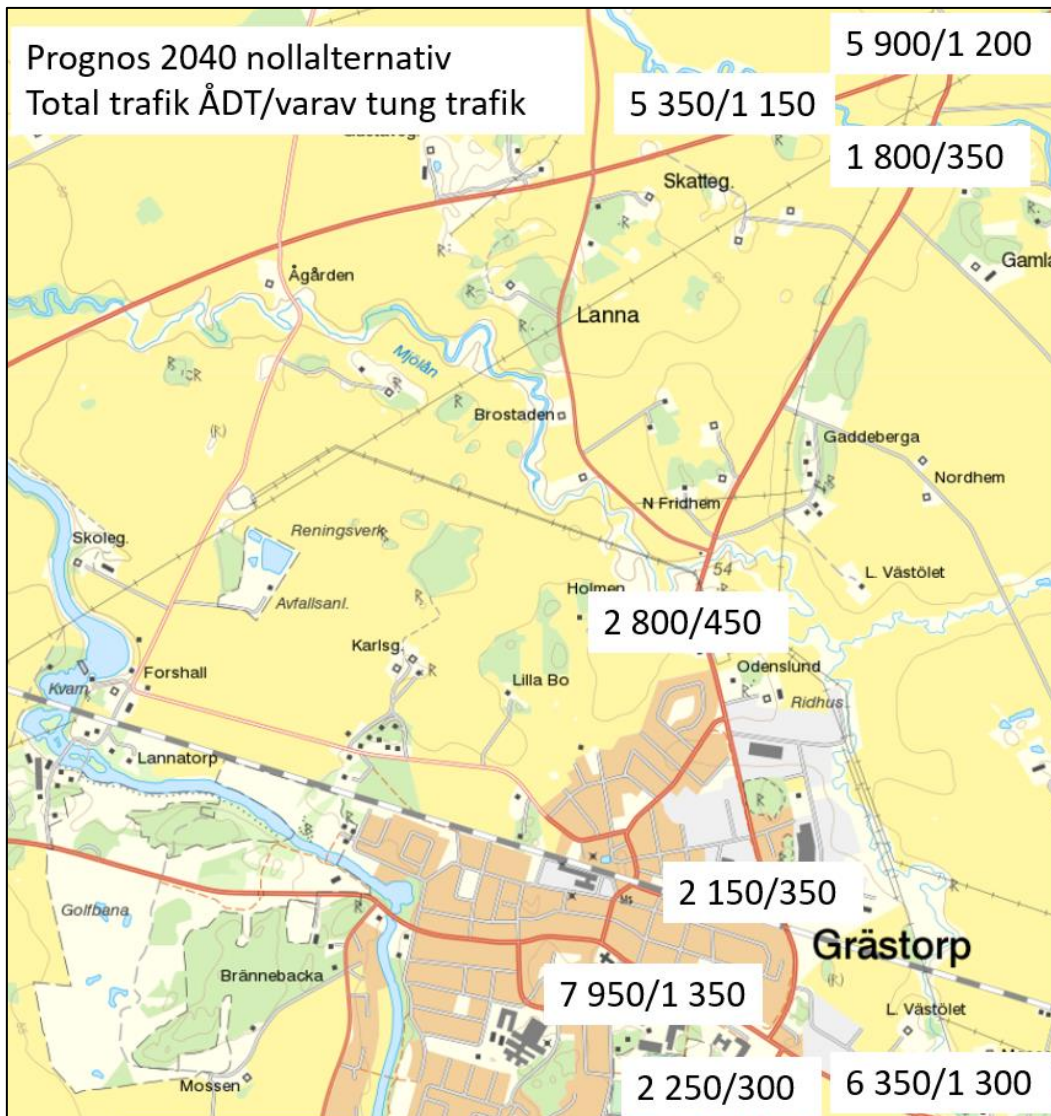 Prognos 2040 nollalternativ
Total trafik ÅDT/varav tung trafik
5 900/1 200
5 350/1 150
1 800/350
Skatteg.
Gamla
Ågården
Lanna
Mjölån
Brostaden
Gaddeberga
Nordhem
N Fridhem
Skoleg.
Reningsverk
54
L. Västölet
Avfallsanl.
Holmen
2 800/450
Karlsg.
Forshall
Lilla Bo
Odenslund
Kvarn
Ridhus
Lannatorp
2 150/350
Golfbana
Grästorp
Brännebacka
7 950/1 350
L. Västölet
Mossen
2 250/300
6 350/1 300